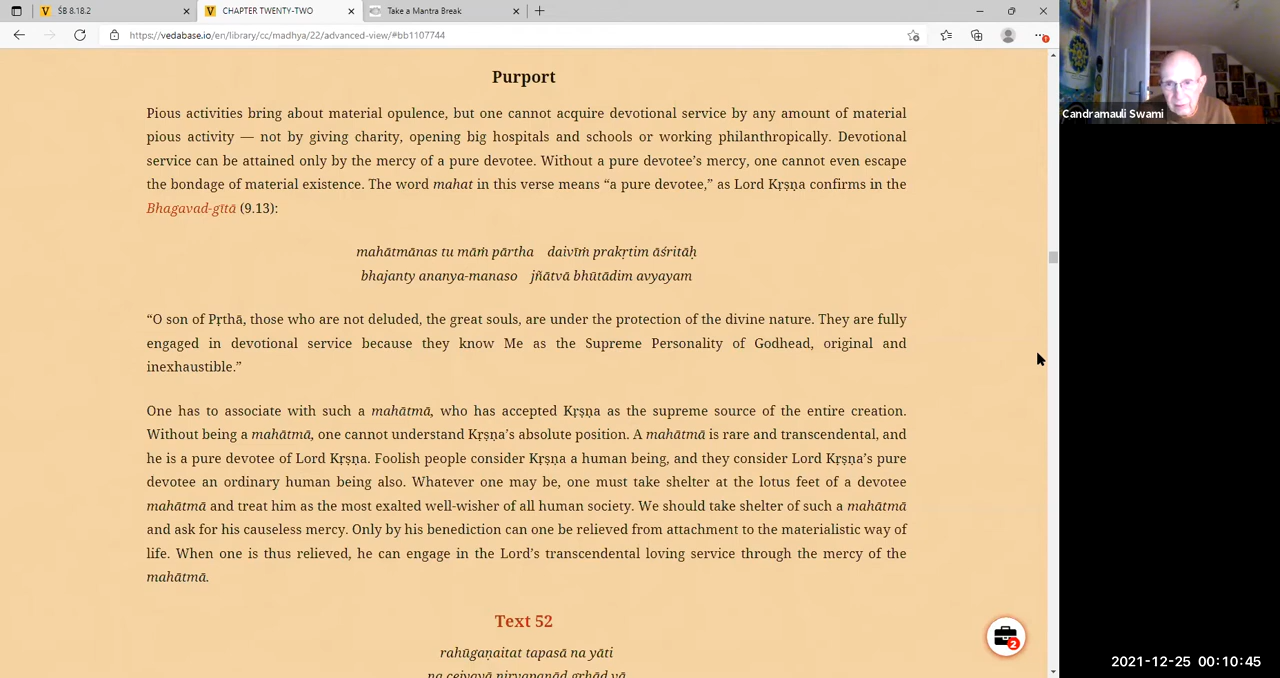 ŚB 8.18.2
CHAPTER TWENTY-TWO
Take a Mantra Break
https://vedabase.io/en/library/cc/madhya/22/advanced-view/#bb1107744
Purport
Pious activities bring about material opulence, but one cannot acquire devotional service by any amount of material
pious activity — not by giving charity, opening big hospitals and schools or working philanthropically. Devotional
service can be attained only by the mercy of a pure devotee. Without a pure devotee’s mercy, one cannot even escape
the bondage of material existence. The word mahat in this verse means “a pure devotee,” as Lord Kṛṣṇa confirms in the
Bhagavad-gītā (9.13):
mahātmānas tu māṁ pārtha daivīṁ prakṛtim āśritāḥ
bhajanty ananya-manaso jñātvā bhūtādim avyayam
“O son of Pṛthā, those who are not deluded, the great souls, are under the protection of the divine nature. They are fully
engaged in devotional service because they know Me as the Supreme Personality of Godhead, original and
inexhaustible.”
One has to associate with such a mahātmā, who has accepted Kṛṣṇa as the supreme source of the entire creation.
Without being a mahātmā, one cannot understand Kṛṣṇa’s absolute position. A mahātmā is rare and transcendental, and
he is a pure devotee of Lord Kṛṣṇa. Foolish people consider Kṛṣṇa a human being, and they consider Lord Kṛṣṇa’s pure
devotee an ordinary human being also. Whatever one may be, one must take shelter at the lotus feet of a devotee
mahātmā and treat him as the most exalted well-wisher of all human society. We should take shelter of such a mahātmā
and ask for his causeless mercy. Only by his benediction can one be relieved from attachment to the materialistic way of
life. When one is thus relieved, he can engage in the Lord’s transcendental loving service through the mercy of the
mahātmā.
Text 52
rahūgaṇaitat tapasā na yāti
na cejyayā nirvapaṇād gṛhād vā
Candramauli Swami
2
2021-12-25 00:10:45